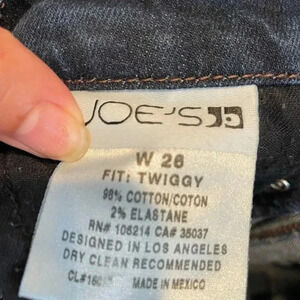 JOE'S
W 26
FIT: TWIGGY
98% COTTON/COTON
2% ELASTANE
RN# 105214 CA# 35037
DESIGNED IN LOS ANGELES
DRY CLEAN RECOMMENDED
MADE IN MEXICO